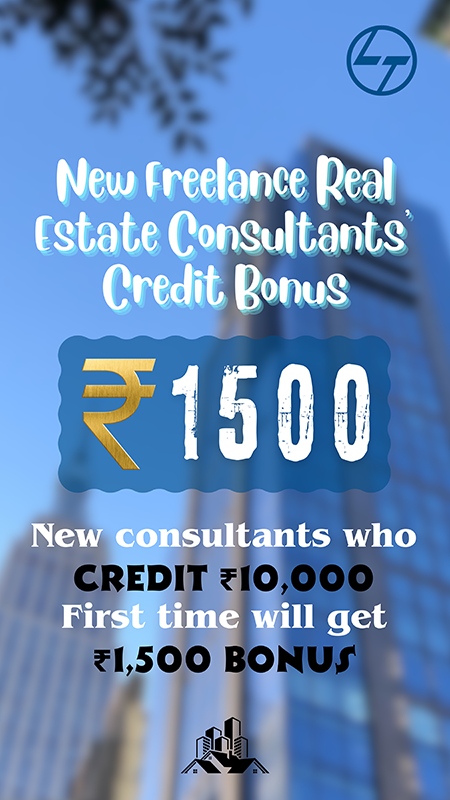 LT
New Freelance Real
Estate Consultants'
Credit Bonus
₹1500
New consultants who
CREDIT ₹10,000
First time will get
₹1,500 BONUS